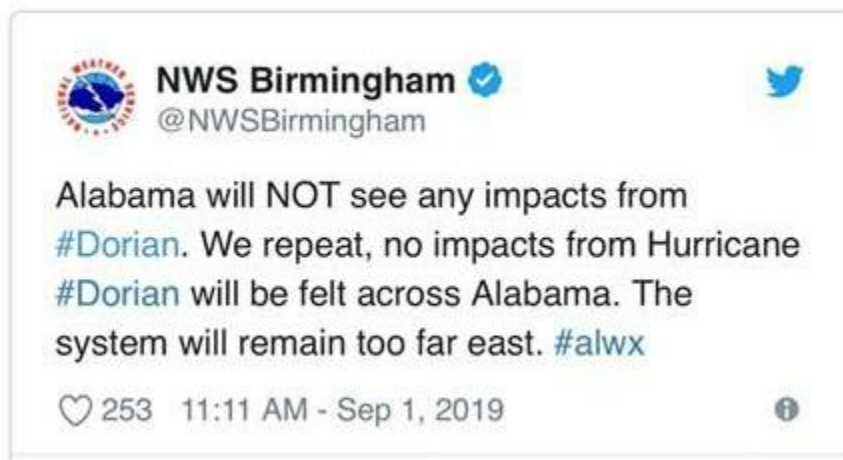 NWS Birmingham
@NWSBirmingham
Alabama will NOT see any impacts from
#Dorian. We repeat, no impacts from Hurricane
#Dorian will be felt across Alabama. The
system will remain too far east. #alwx
253 11:11 AM - Sep 1, 2019